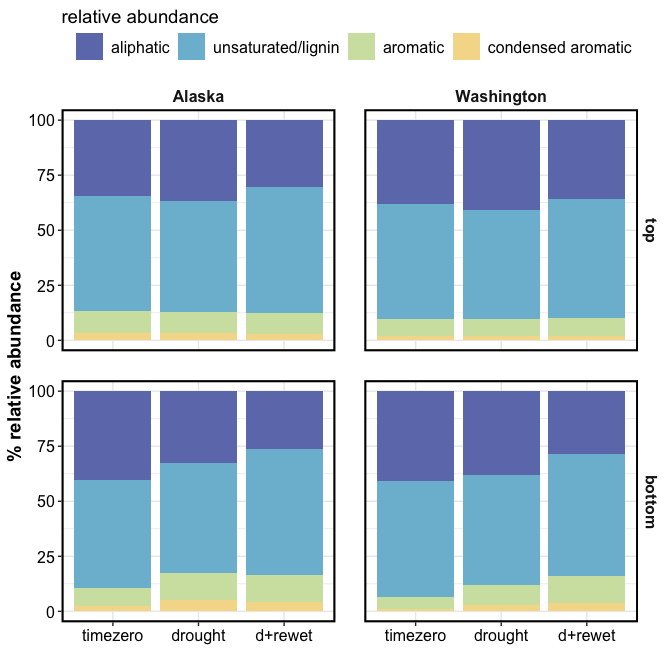 relative abundance
aliphatic unsaturated/lignin aromatic condensed aromatic
Alaska Washington
100
75
50
25
0
top
% relative abundance
100
75
50
25
0
bottom
timezero drought d+rewet timezero drought d+rewet